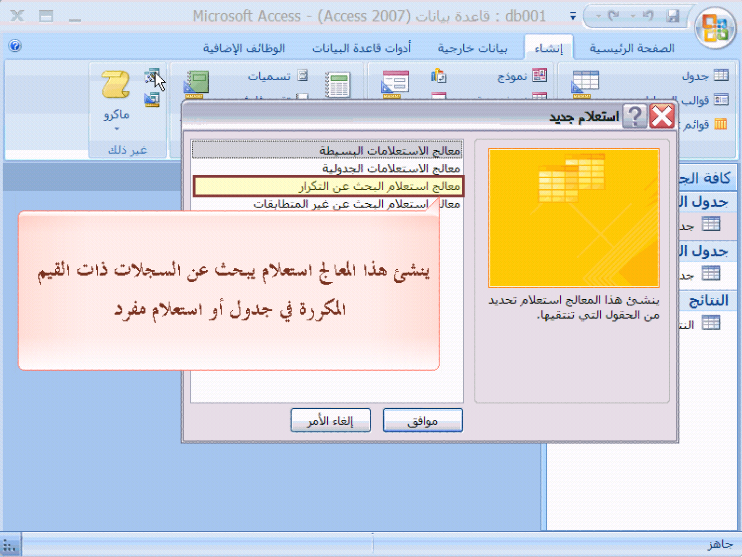 db001 : قاعدة بيانات (Access 2007) - Microsoft Access
الصفحة الرئيسية
إنشاء
بيانات خارجية
أدوات قاعدة البيانات
الوظائف الإضافية
جدول
قوالب
قوائم
نموذج
تسميات
ماكرو
غير ذلك
كافة
جدول
جدول
النتائج
استعلام جديد
معالج الاستعلامات البسيطة
معالج الاستعلامات الجدولية
معالج استعلام البحث عن التكرار
معالج استعلام البحث عن غير المتطابقات
ينشئ هذا المعالج استعلام يبحث عن السجلات ذات القيم
المكررة في جدول أو استعلام مفرد
ينشئ هذا المعالج استعلام تحديد
من الحقول التي تنتقيها.
موافق
إلغاء الأمر
جاهز